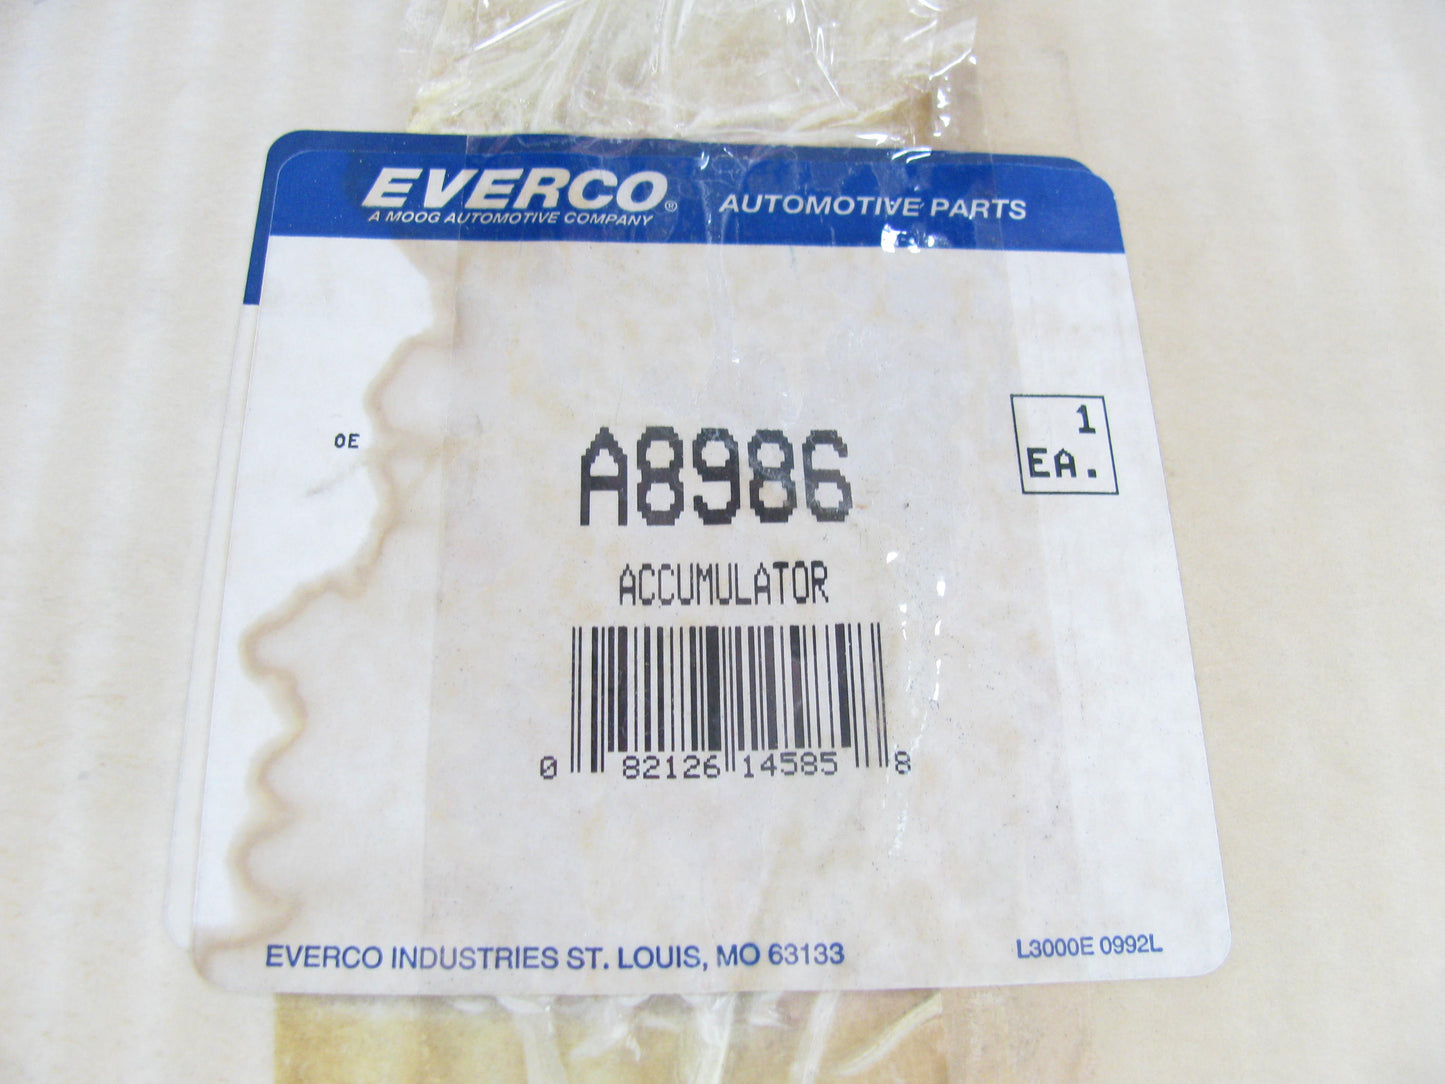 EVERCO® AUTOMOTIVE PARTS
A MOOG AUTOMOTIVE COMPANY
1
EA.
OE
A8986
ACCUMULATOR
0 82126 14585 8
EVERCO INDUSTRIES ST. LOUIS, MO 63133
L3000E 0992L